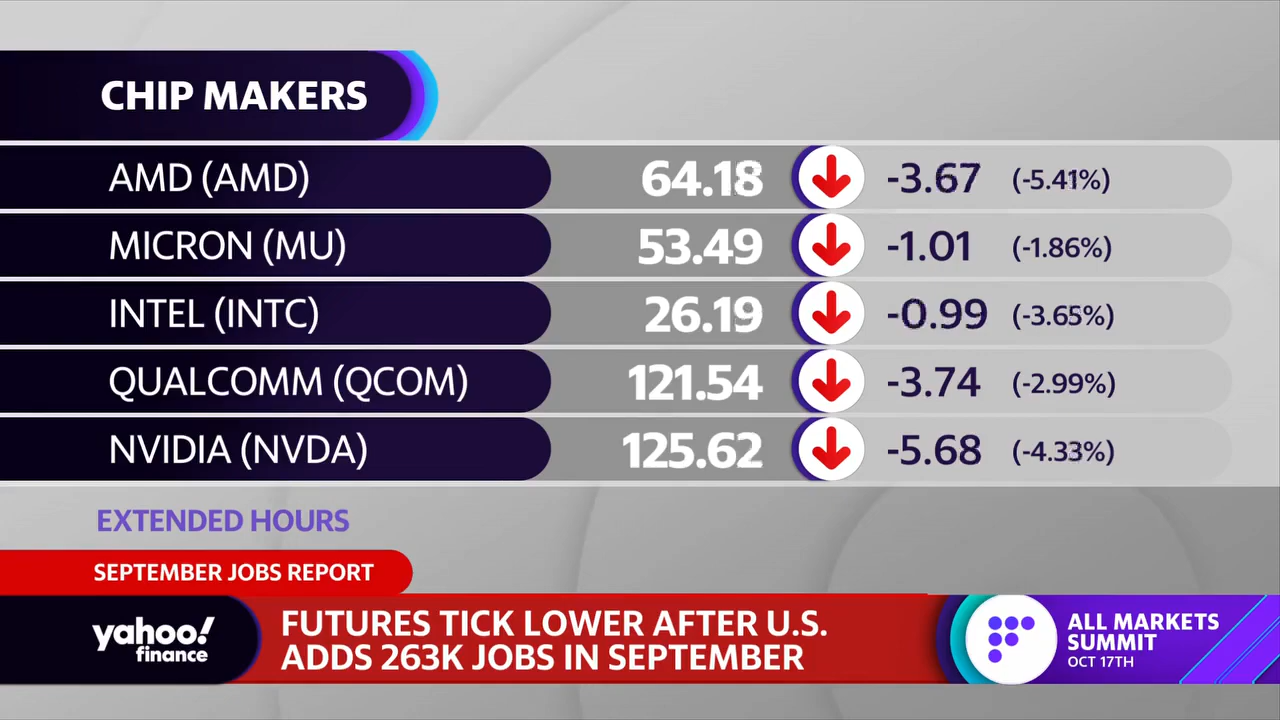 CHIP MAKERS
AMD (AMD) 64.18 -3.67 (-5.41%)
MICRON (MU) 53.49 -1.01 (-1.86%)
INTEL (INTC) 26.19 -0.99 (-3.65%)
QUALCOMM (QCOM) 121.54 -3.74 (-2.99%)
NVIDIA (NVDA) 125.62 -5.68 (-4.33%)
EXTENDED HOURS
SEPTEMBER JOBS REPORT
yahoo!
finance
FUTURES TICK LOWER AFTER U.S.
ADDS 263K JOBS IN SEPTEMBER
ALL MARKETS
SUMMIT
OCT 17TH